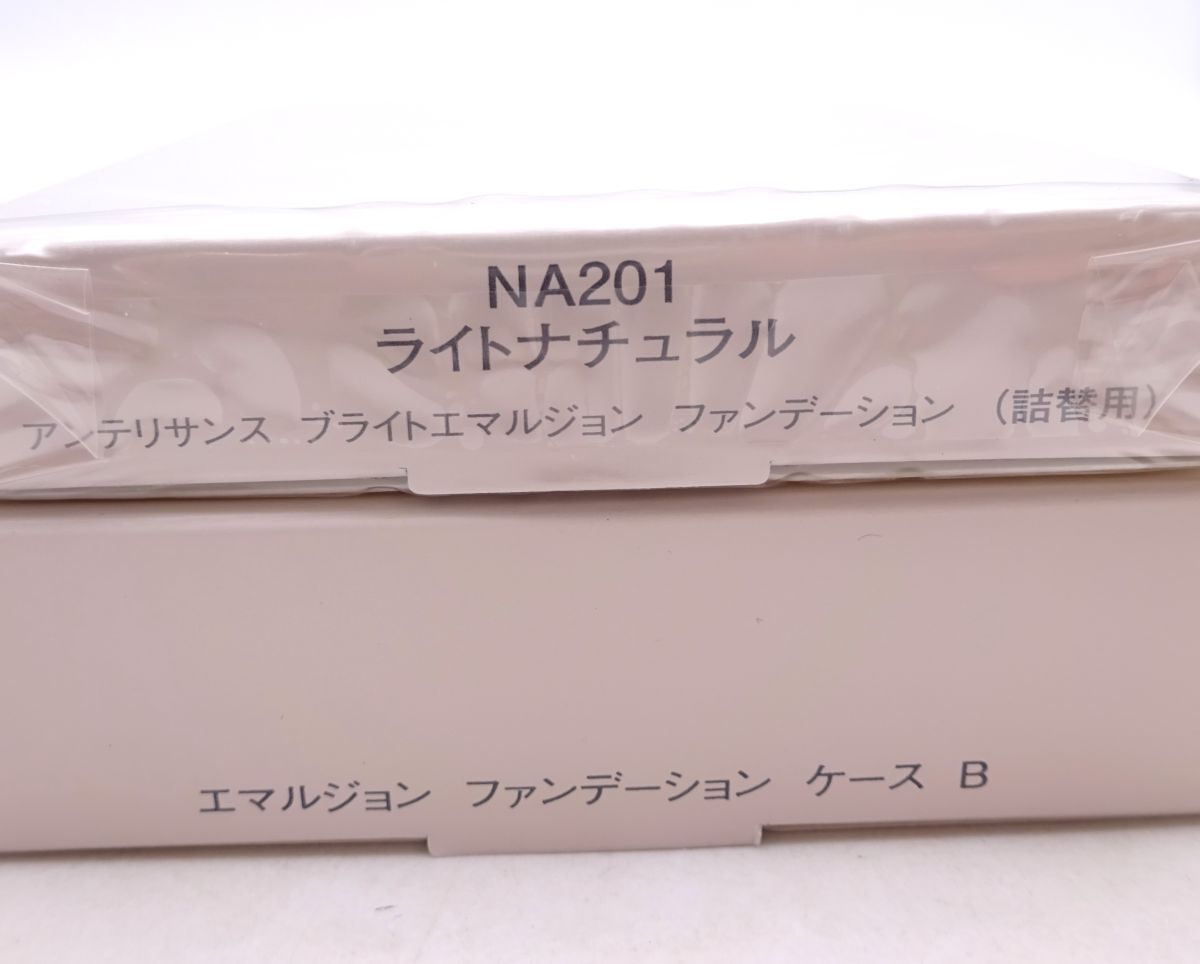 NA201
ライトナチュラル
アンテリサンス ブライトエマルジョン ファンデーション (詰替用)
エマルジョン ファンデーション ケース B